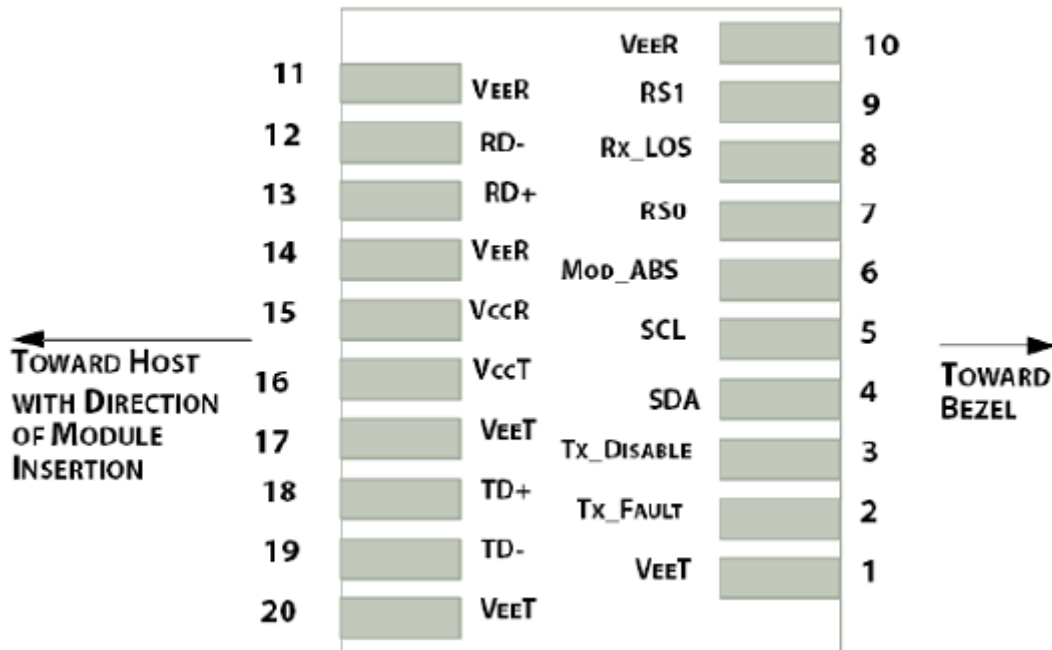 11 VEER
12 RD-
13 RD+
14 VEER
15 VCCR
16 VCCT
17 VEET
18 TD+
19 TD-
20 VEET
TOWARD HOST
WITH DIRECTION
OF MODULE
INSERTION
VEER 10
RS1 9
RX_LOS 8
RS0 7
MOD_ABS 6
SCL 5
SDA 4
TX_DISABLE 3
TX_FAULT 2
VEET 1
TOWARD
BEZEL